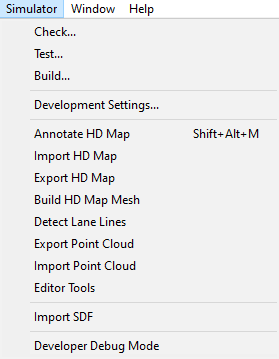 Simulator Window Help
Check...
Test...
Build...
Development Settings...
Annotate HD Map Shift+Alt+M
Import HD Map
Export HD Map
Build HD Map Mesh
Detect Lane Lines
Export Point Cloud
Import Point Cloud
Editor Tools
Import SDF
Developer Debug Mode